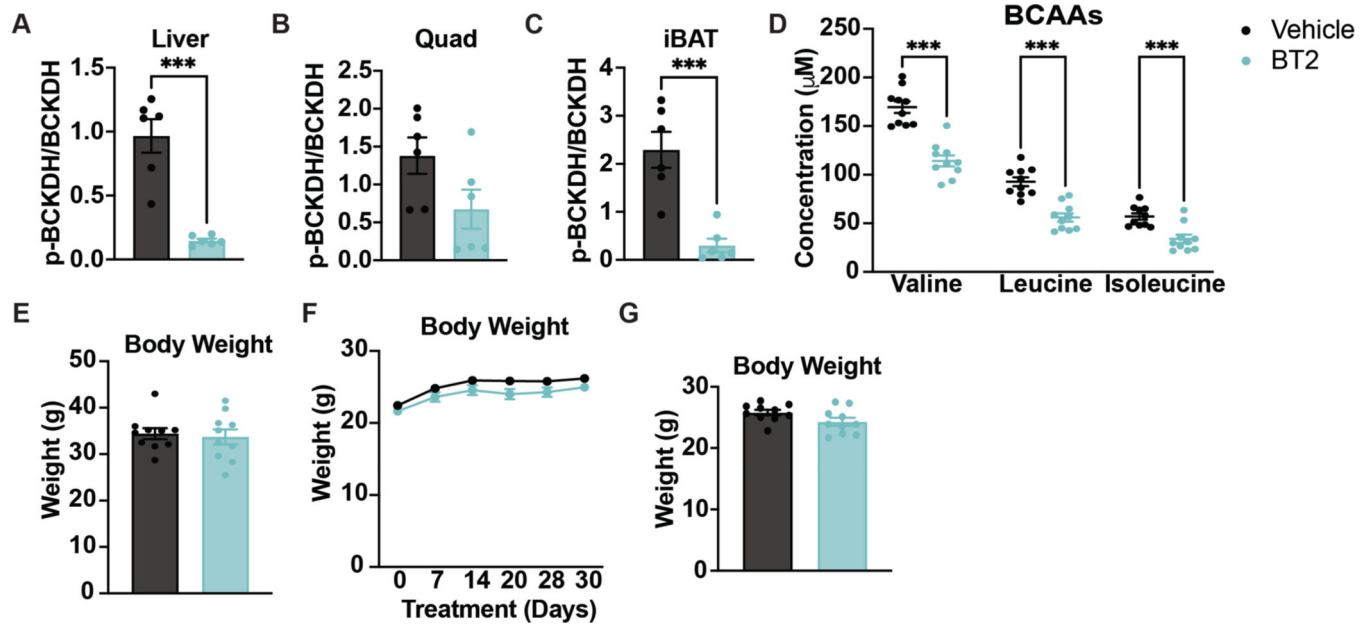 A
Liver
***
p-BCKDH/BCKDH
1.5
1.0
0.5
0.0
B
Quad
p-BCKDH/BCKDH
2.5
2.0
1.5
1.0
0.5
0.0
C
iBAT
***
p-BCKDH/BCKDH
4
3
2
1
0
D
BCAAs
*** *** ***
Concentration (μM)
250
200
150
100
50
0
Valine Leucine Isoleucine
Vehicle
BT2
E
Body Weight
Weight (g)
50
40
30
20
10
0
F
Body Weight
Weight (g)
30
20
10
0
0 7 14 20 28 30
Treatment (Days)
G
Body Weight
Weight (g)
30
20
10
0